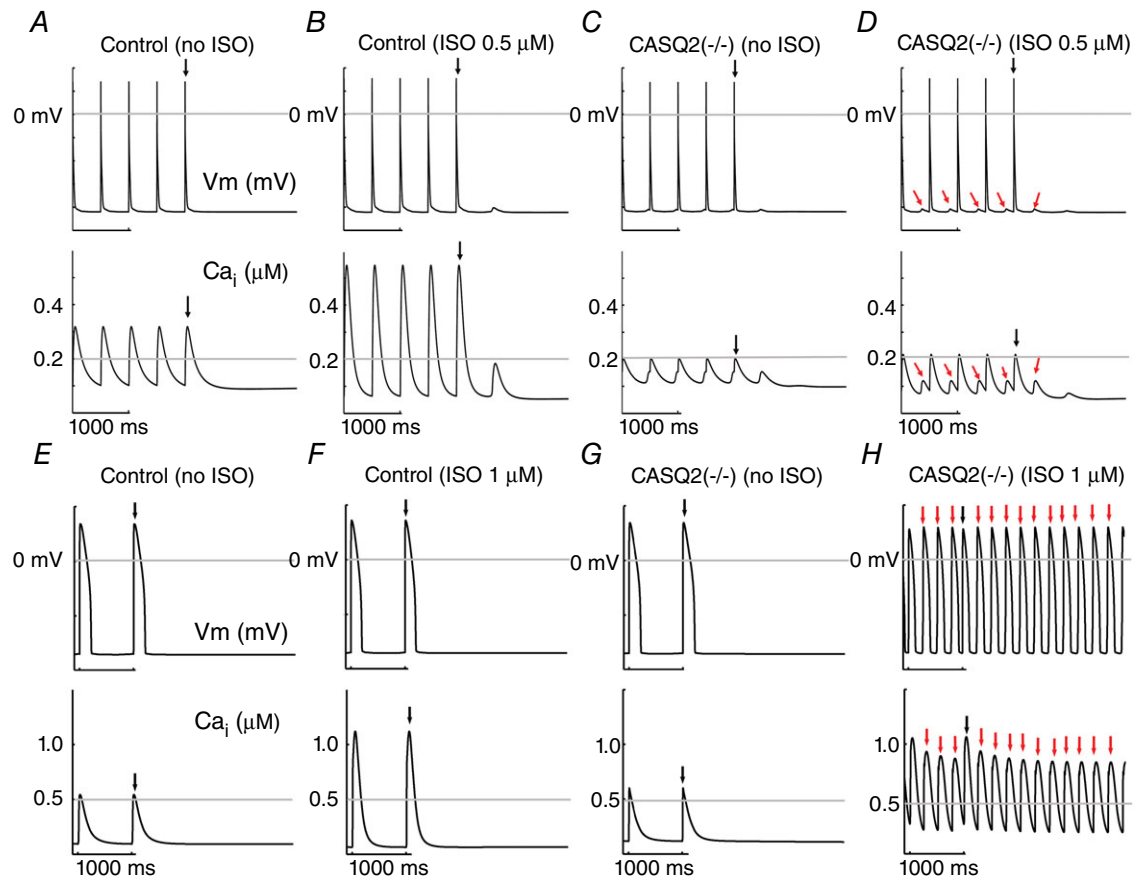 A
Control (no ISO)
B
Control (ISO 0.5 μM)
C
CASQ2(-/-) (no ISO)
D
CASQ2(-/-) (ISO 0.5 μM)
0 mV
0 mV
0 mV
0 mV
Vm (mV)
Cai (μM)
0.4
0.2
0.4
0.2
0.4
0.2
0.4
0.2
1000 ms
1000 ms
1000 ms
1000 ms
E
Control (no ISO)
F
Control (ISO 1 μM)
G
CASQ2(-/-) (no ISO)
H
CASQ2(-/-) (ISO 1 μM)
0 mV
0 mV
0 mV
0 mV
Vm (mV)
Cai (μM)
1.0
0.5
1.0
0.5
1.0
0.5
1.0
0.5
1000 ms
1000 ms
1000 ms
1000 ms